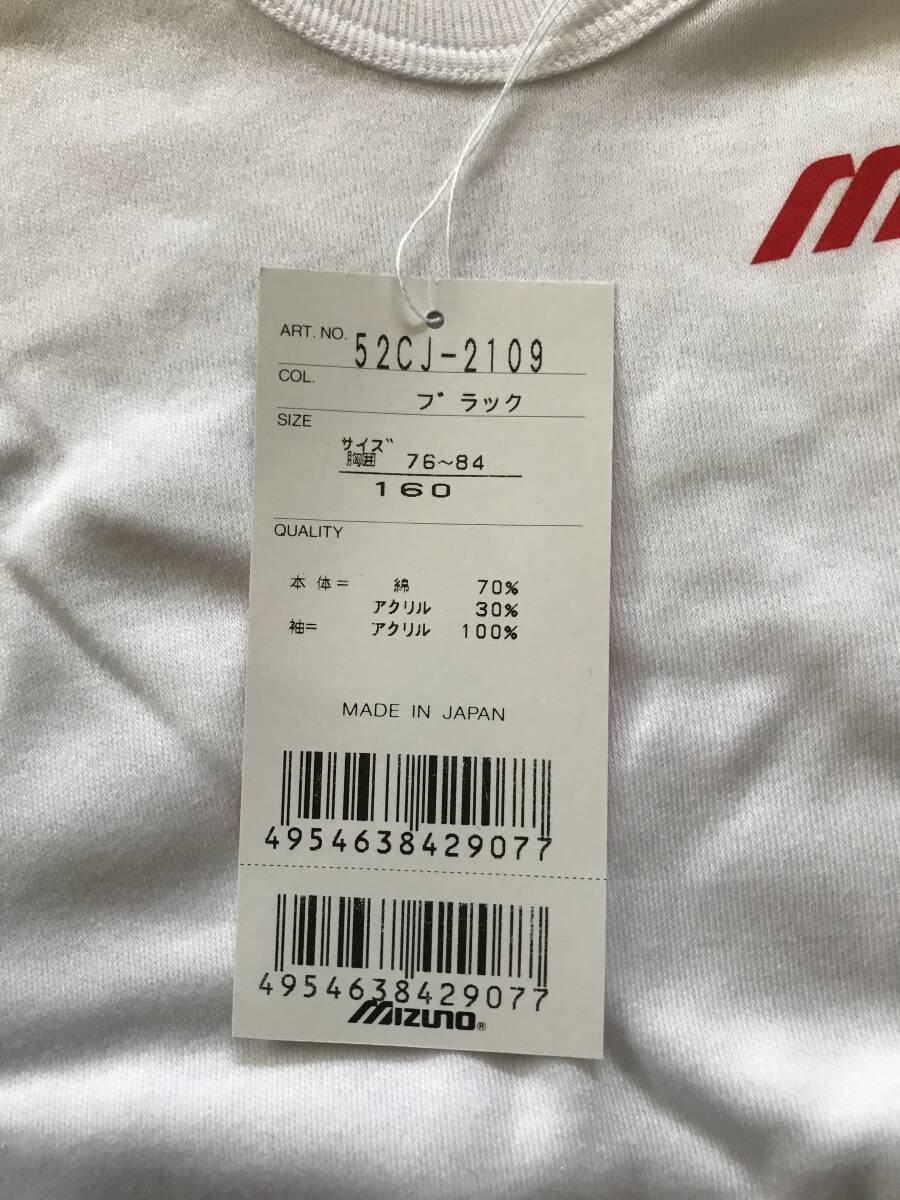 ART. NO. 52CJ-2109
COL.
ブラック
SIZE
サイズ
胸囲 76~84
160
QUALITY
本体= 綿 70%
アクリル 30%
袖= アクリル 100%
MADE IN JAPAN
4954638429077
4954638429077
MIZUNO®